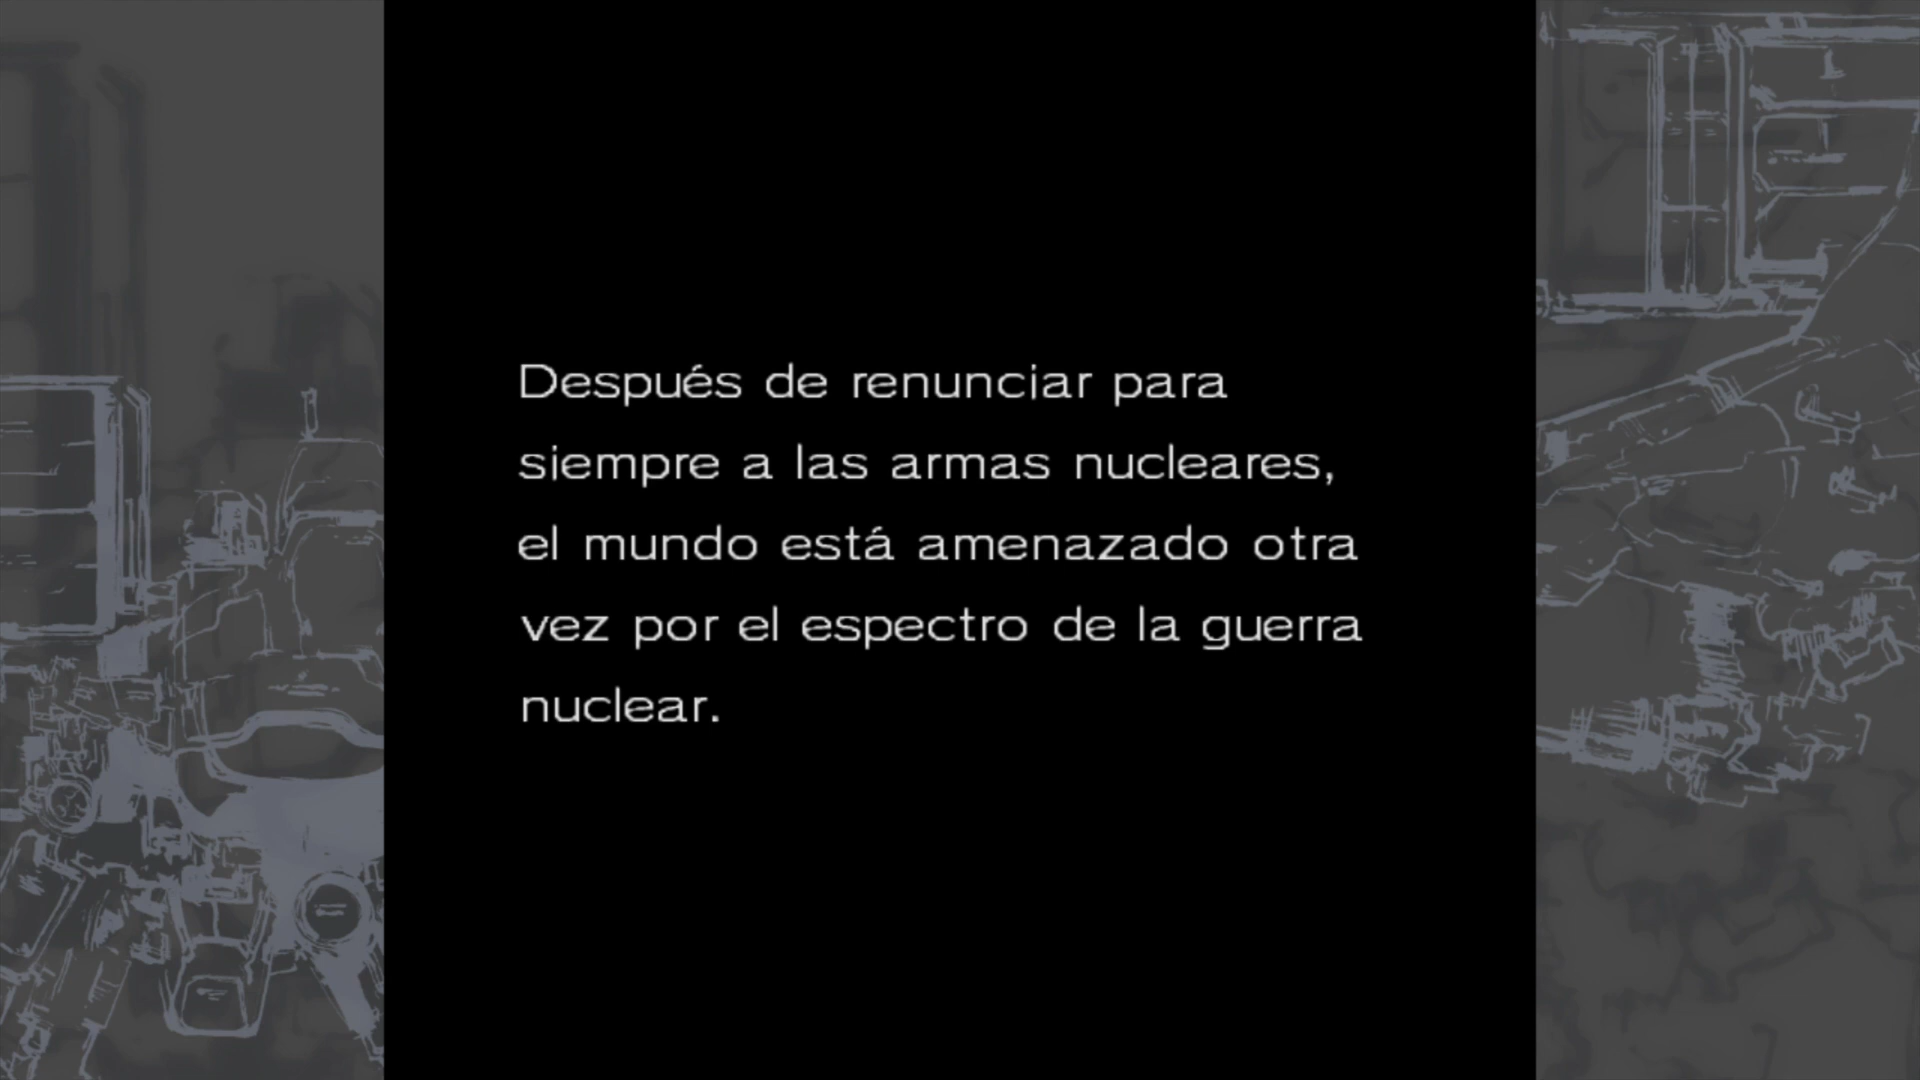 Después de renunciar para
siempre a las armas nucleares,
el mundo está amenazado otra
vez por el espectro de la guerra
nuclear.